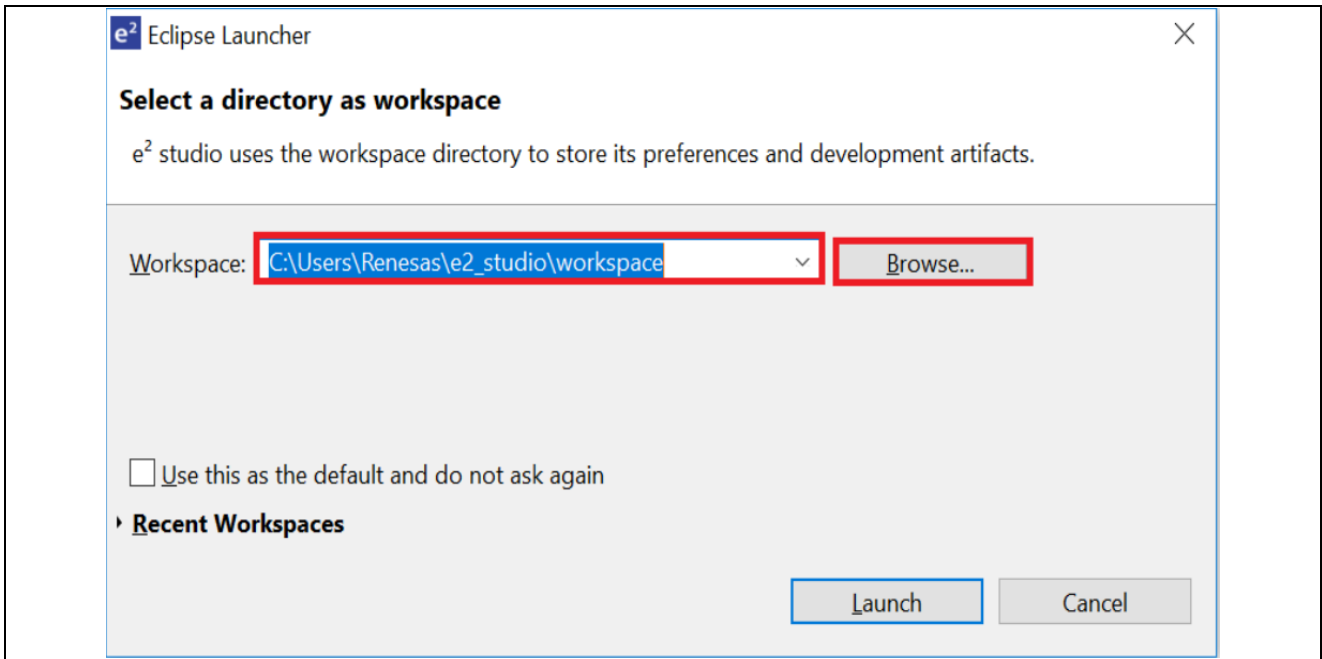 e² Eclipse Launcher
Select a directory as workspace
e² studio uses the workspace directory to store its preferences and development artifacts.
Workspace: C:\Users\Renesas\e2_studio\workspace Browse...
Use this as the default and do not ask again
Recent Workspaces
Launch Cancel